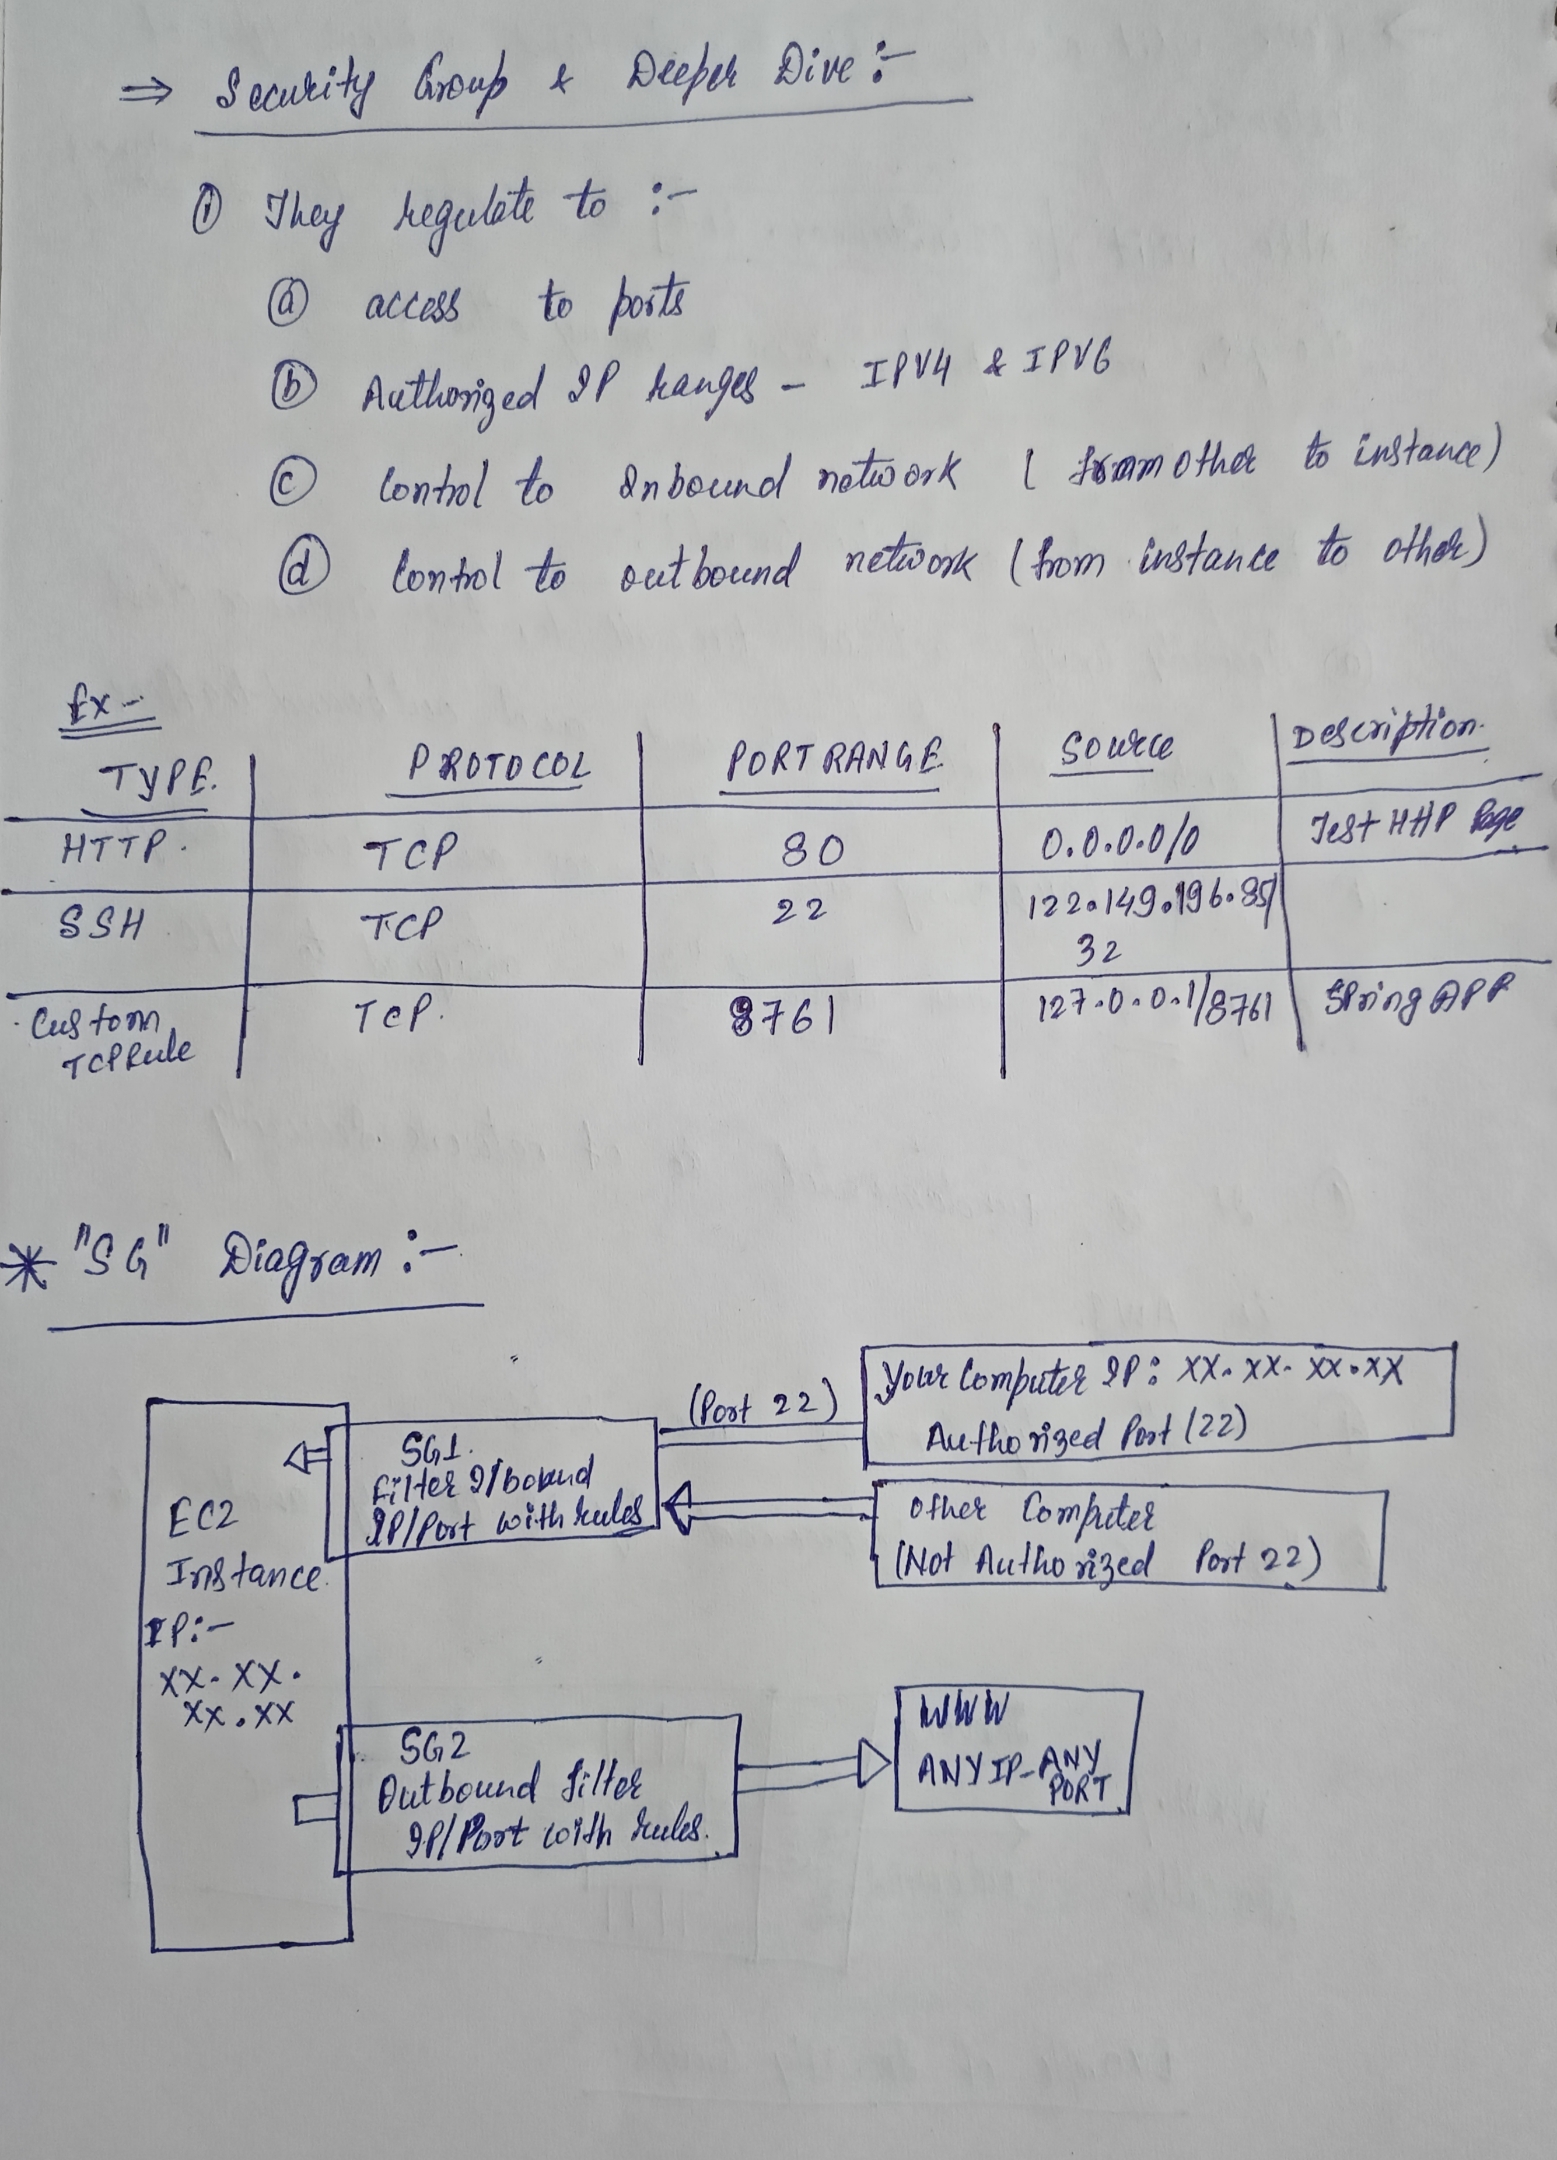 ⇒ Security Group & Deeper Dive :-
① They regulate to :-
ⓐ access to ports
ⓑ Authorized IP ranges - IPV4 & IPV6
ⓒ Control to Inbound network ( from other to instance)
ⓓ Control to outbound network (from instance to other)
Ex -
TYPE. PROTOCOL PORT RANGE Source Description.
HTTP. TCP 80 0.0.0.0/0 Test HTTP Page
SSH TCP 22 122.149.196.85/
32
Custom TCP. 8761 127.0.0.1/8761 Spring APP
TCP Rule
* "SG" Diagram :-
(Port 22)
Your Computer IP: XX. XX. XX.XX
Authorized Port (22)
SG1.
Filter I/bound
IP/Port with rules
Other Computer
(Not Authorized Port 22)
EC2
Instance.
IP:-
XX. XX.
XX.XX
SG2
Outbound filter
IP/Port with rules.
WWW
ANY IP-ANY
PORT